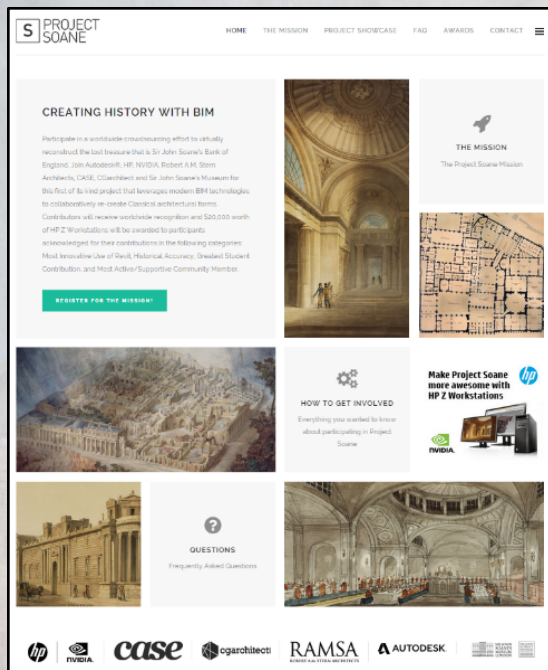 S PROJECT
SOANE
HOME THE MISSION PROJECT SHOWCASE FAQ AWARDS CONTACT
CREATING HISTORY WITH BIM
Participate in a worldwide crowdsourcing effort to virtually
reconstruct the lost treasure that is Sir John Soane's Bank of
England. Join Autodesk®, HP, NVIDIA, Robert A.M. Stern
Architects, CASE, CGarchitect and Sir John Soane's Museum for
this first of its kind project that leverages modern BIM technologies
to collaboratively re-create Classical architectural forms.
Contributors will receive worldwide recognition and $20,000 worth
of HP Z Workstations will be awarded to participants
acknowledged for their contributions in the following categories:
Most Innovative Use of Revit, Historical Accuracy, Greatest Student
Contribution, and Most Active/Supportive Community Member.
REGISTER FOR THE MISSION!
THE MISSION
The Project Soane Mission
HOW TO GET INVOLVED
Everything you wanted to know
about participating in Project
Soane
Make Project Soane
more awesome with
HP Z Workstations
hp
NVIDIA.
QUESTIONS
Frequently Asked Questions
hp NVIDIA. case cgarchitect RAMSA AUTODESK.
ROBERT A.M. STERN ARCHITECTS